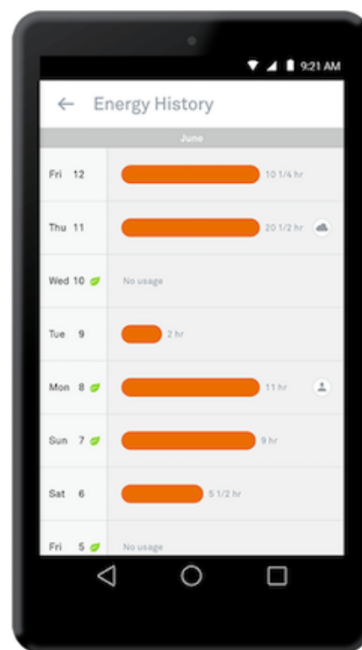 9:21 AM
Energy History
June
Fri 12 10 1/4 hr
Thu 11 20 1/2 hr
Wed 10 No usage
Tue 9 2 hr
Mon 8 11 hr
Sun 7 9 hr
Sat 6 5 1/2 hr
Fri 5 No usage